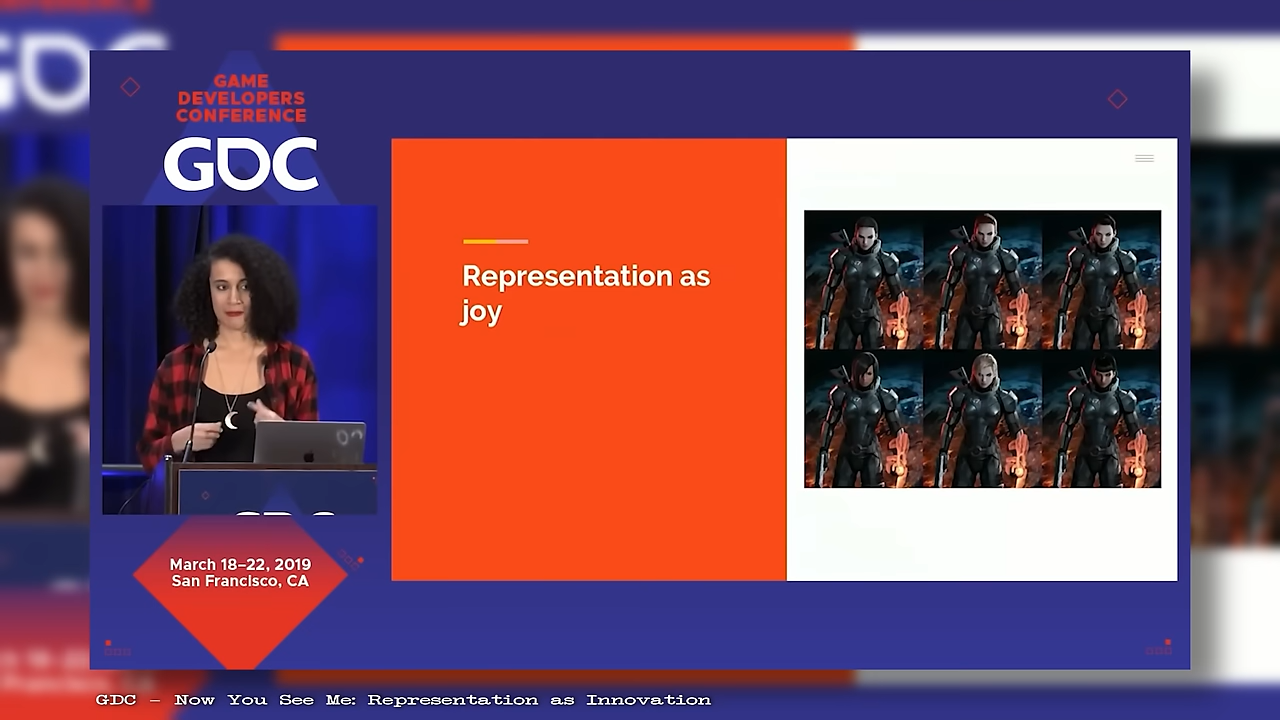 GAME
DEVELOPERS
CONFERENCE
GDC
Representation as
joy
March 18–22, 2019
San Francisco, CA
GDC - Now You See Me: Representation as Innovation